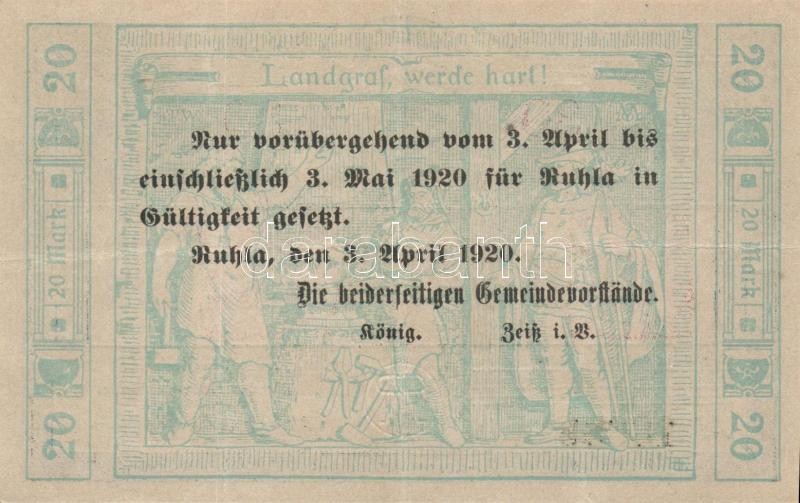 20
20
Landgraf, werde hart!
Nur vorübergehend vom 3. April bis
einschließlich 3. Mai 1920 für Ruhla in
Gültigkeit gesetzt.
Ruhla, den 3. April 1920.
Die beiderseitigen Gemeindevorstände.
König. Zeiß i. V.
20 Mark
20 Mark
20
20
darabanth